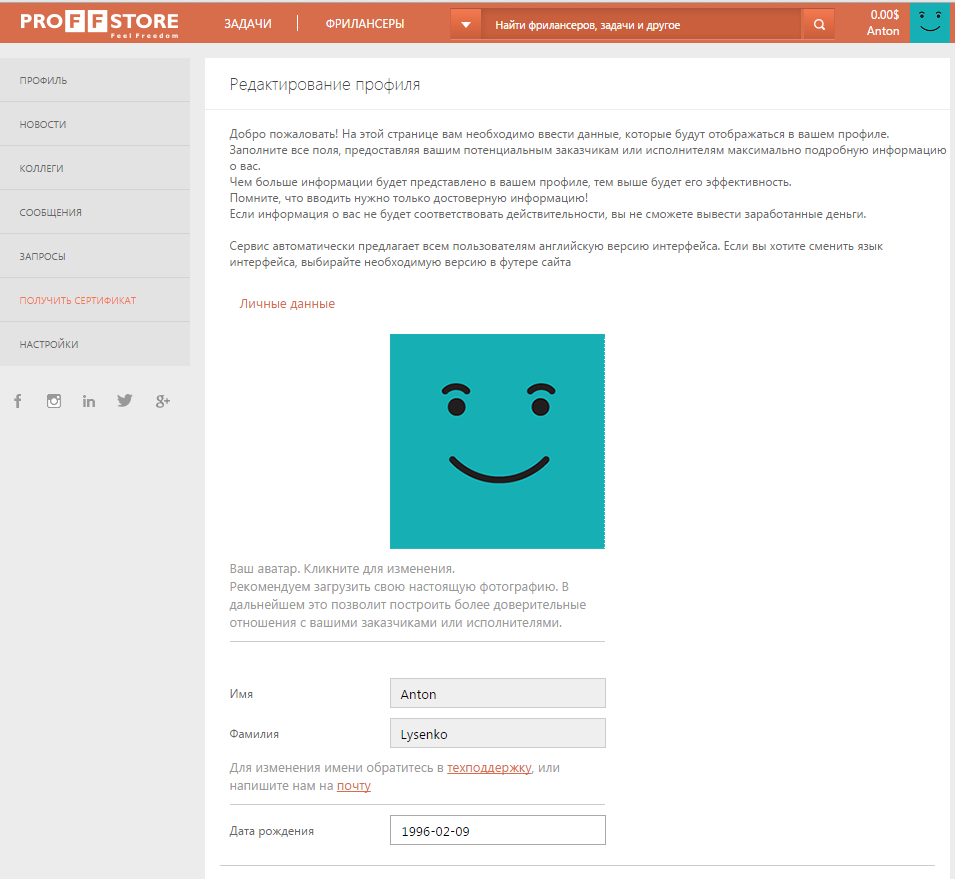 PROFFSTORE
Feel Freedom
ЗАДАЧИ
ФРИЛАНСЕРЫ
Найти фрилансеров, задачи и другое
0.00$
Anton
ПРОФИЛЬ
НОВОСТИ
КОЛЛЕГИ
СООБЩЕНИЯ
ЗАПРОСЫ
ПОЛУЧИТЬ СЕРТИФИКАТ
НАСТРОЙКИ
Редактирование профиля
Добро пожаловать! На этой странице вам необходимо ввести данные, которые будут отображаться в вашем профиле.
Заполните все поля, предоставляя вашим потенциальным заказчикам или исполнителям максимально подробную информацию
о вас.
Чем больше информации будет представлено в вашем профиле, тем выше будет его эффективность.
Помните, что вводить нужно только достоверную информацию!
Если информация о вас не будет соответствовать действительности, вы не сможете вывести заработанные деньги.
Сервис автоматически предлагает всем пользователям английскую версию интерфейса. Если вы хотите сменить язык
интерфейса, выбирайте необходимую версию в футере сайта
Личные данные
Ваш аватар. Кликните для изменения.
Рекомендуем загрузить свою настоящую фотографию. В
дальнейшем это позволит построить более доверительные
отношения с вашими заказчиками или исполнителями.
Имя
Anton
Фамилия
Lysenko
Для изменения имени обратитесь в техподдержку, или
напишите нам на почту
Дата рождения
1996-02-09